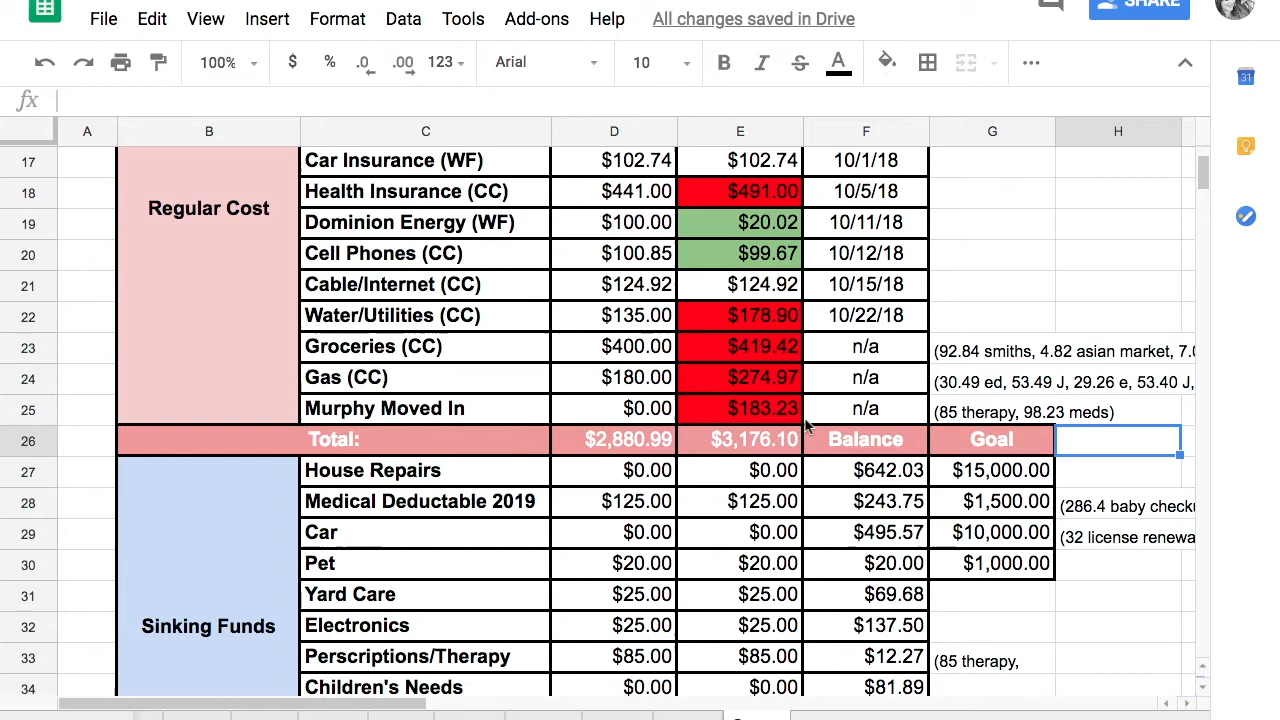 SHARE
File Edit View Insert Format Data Tools Add-ons Help All changes saved in Drive
100% $ % .0 .00 123 Arial 10 B I S A
31
fx
A B C D E F G H
17 Car Insurance (WF) $102.74 $102.74 10/1/18
18 Health Insurance (CC) $441.00 $491.00 10/5/18
Regular Cost
19 Dominion Energy (WF) $100.00 $20.02 10/11/18
20 Cell Phones (CC) $100.85 $99.67 10/12/18
21 Cable/Internet (CC) $124.92 $124.92 10/15/18
22 Water/Utilities (CC) $135.00 $178.90 10/22/18
23 Groceries (CC) $400.00 $419.42 n/a (92.84 smiths, 4.82 asian market, 7.0
24 Gas (CC) $180.00 $274.97 n/a (30.49 ed, 53.49 J, 29.26 e, 53.40 J,
25 Murphy Moved In $0.00 $183.23 n/a (85 therapy, 98.23 meds)
26 Total: $2,880.99 $3,176.10 Balance Goal
27 House Repairs $0.00 $0.00 $642.03 $15,000.00
28 Medical Deductable 2019 $125.00 $125.00 $243.75 $1,500.00 (286.4 baby check
29 Car $0.00 $0.00 $495.57 $10,000.00 (32 license renewa
30 Pet $20.00 $20.00 $20.00 $1,000.00
31 Yard Care $25.00 $25.00 $69.68
32 Sinking Funds Electronics $25.00 $25.00 $137.50
33 Perscriptions/Therapy $85.00 $85.00 $12.27 (85 therapy,
34 Children's Needs $0.00 $0.00 $81.89